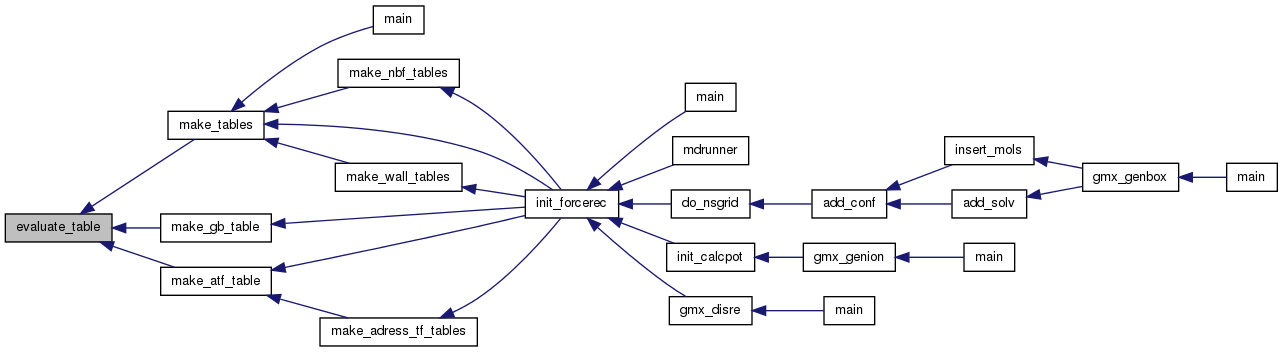 main
make_nbf_tables
main
make_tables
mdrunner
insert_mols
make_wall_tables
gmx_genbox
main
init_forcerec
do_nsgrid
add_conf
add_solv
evaluate_table
make_gb_table
init_calcpot
gmx_genion
main
make_atf_table
gmx_disre
main
make_adress_tf_tables